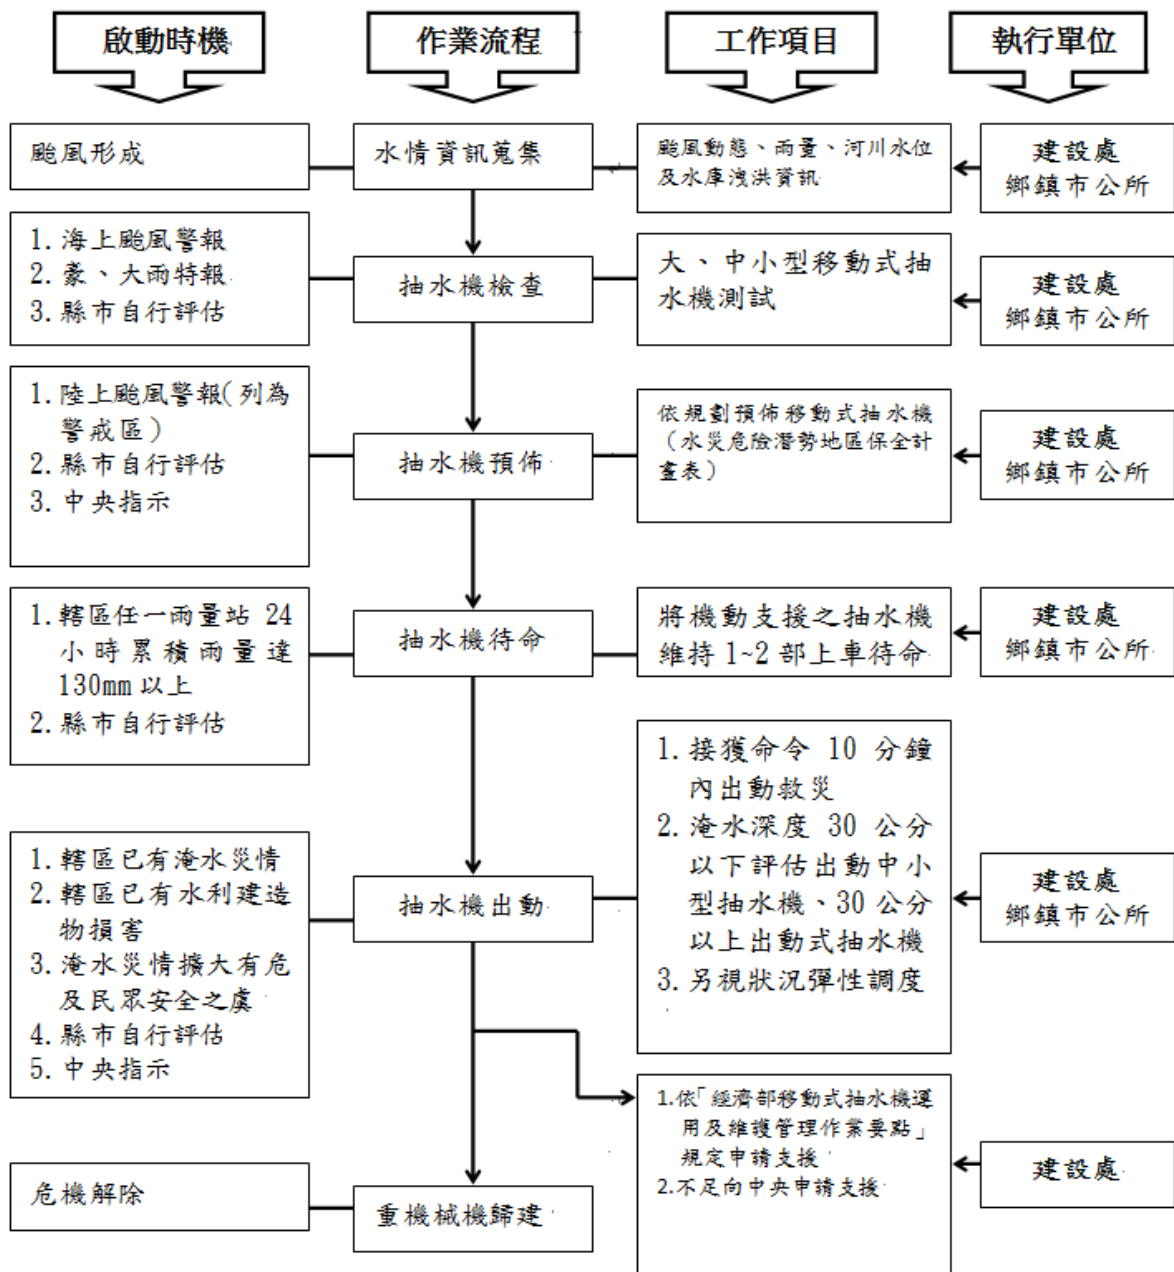 啟動時機
作業流程
工作項目
執行單位
颱風形成
水情資訊蒐集
颱風動態、雨量、河川水位
及水庫洩洪資訊
建設處
鄉鎮市公所
1. 海上颱風警報
2. 豪、大雨特報
3. 縣市自行評估
抽水機檢查
大、中小型移動式抽
水機測試
建設處
鄉鎮市公所
1. 陸上颱風警報(列為
警戒區)
2. 縣市自行評估
3. 中央指示
抽水機預佈
依規劃預佈移動式抽水機
(水災危險潛勢地區保全計
畫表)
建設處
鄉鎮市公所
1. 轄區任一雨量站 24
小時累積雨量達
130mm 以上
2. 縣市自行評估
抽水機待命
將機動支援之抽水機
維持 1~2 部上車待命
建設處
鄉鎮市公所
1. 轄區已有淹水災情
2. 轄區已有水利建造
物損害
3. 淹水災情擴大有危
及民眾安全之虞
4. 縣市自行評估
5. 中央指示
抽水機出動
1. 接獲命令 10 分鐘
內出動救災
2. 淹水深度 30 公分
以下評估出動中小
型抽水機、30 公分
以上出動式抽水機
3. 另視狀況彈性調度
建設處
鄉鎮市公所
1.依「經濟部移動式抽水機運
用及維護管理作業要點」
規定申請支援
2.不足向中央申請支援
建設處
危機解除
重機械機歸建